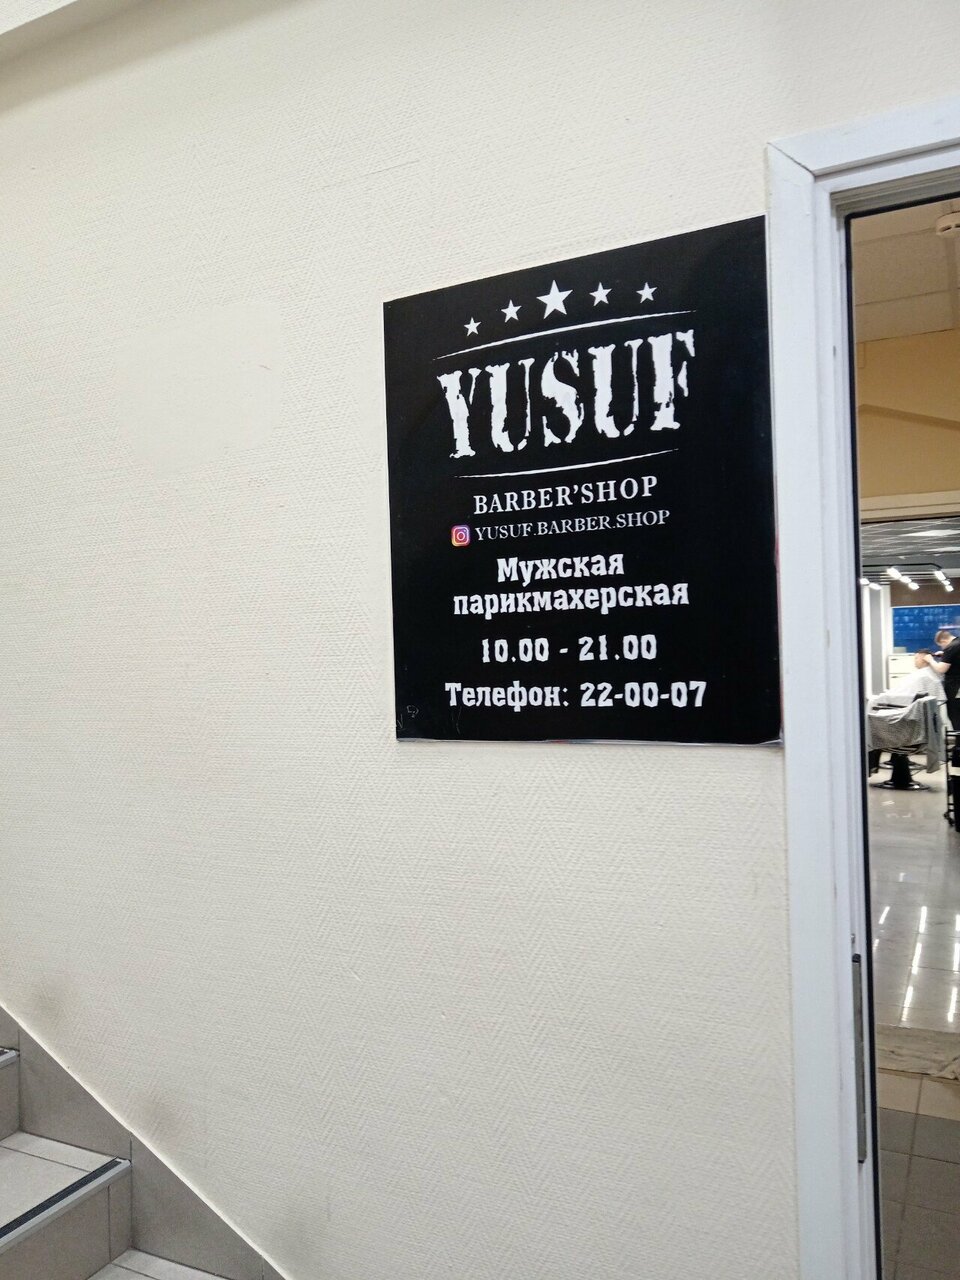 YUSUF
BARBER'SHOP
YUSUF.BARBER.SHOP
Мужская
парикмахерская
10.00 - 21.00
Телефон: 22-00-07